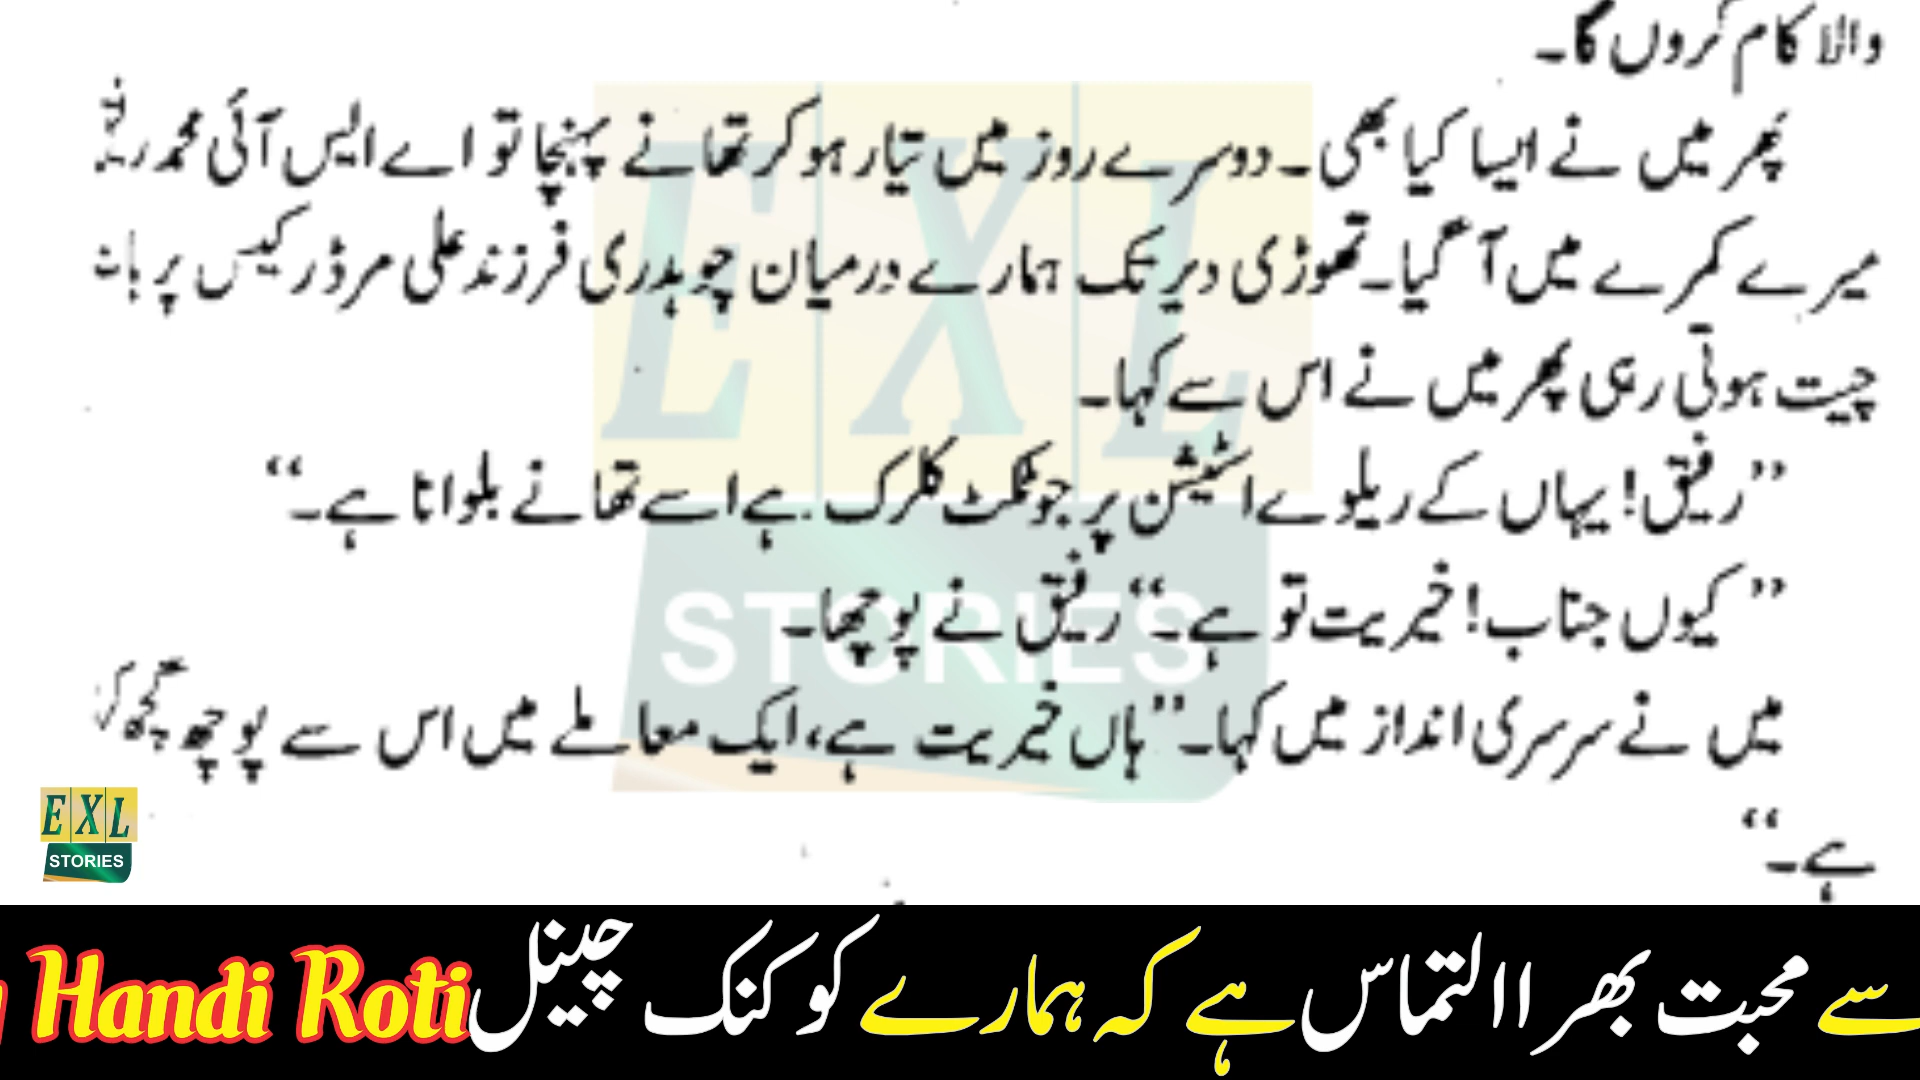 والا کام کروں گا۔
پھر میں نے ایسا کیا بھی۔ دوسرے روز میں تیار ہو کر تھانے پہنچا تو اے ایس آئی محمد
میرے کمرے میں آ گیا۔ تھوڑی دیر تک ہمارے درمیان چوہدری فرزند علی مرڈر کیس پر بات
چیت ہوتی رہی پھر میں نے اس سے کہا۔
”رفیق! یہاں کے ریلوے اسٹیشن پر جو ٹکٹ کلرک ہے اسے تھانے بلوانا ہے۔“
”کیوں جناب! خیریت تو ہے۔“ رفیق نے پوچھا۔
میں نے سرسری انداز میں کہا۔ ”ہاں خیریت ہے، ایک معاملے میں اس سے پوچھ گچھ
ہے۔“
EXL
STORIES
EXL
STORIES
سے محبت بھرا التماس ہے کہ ہمارے کوکنک چینل Handi Roti